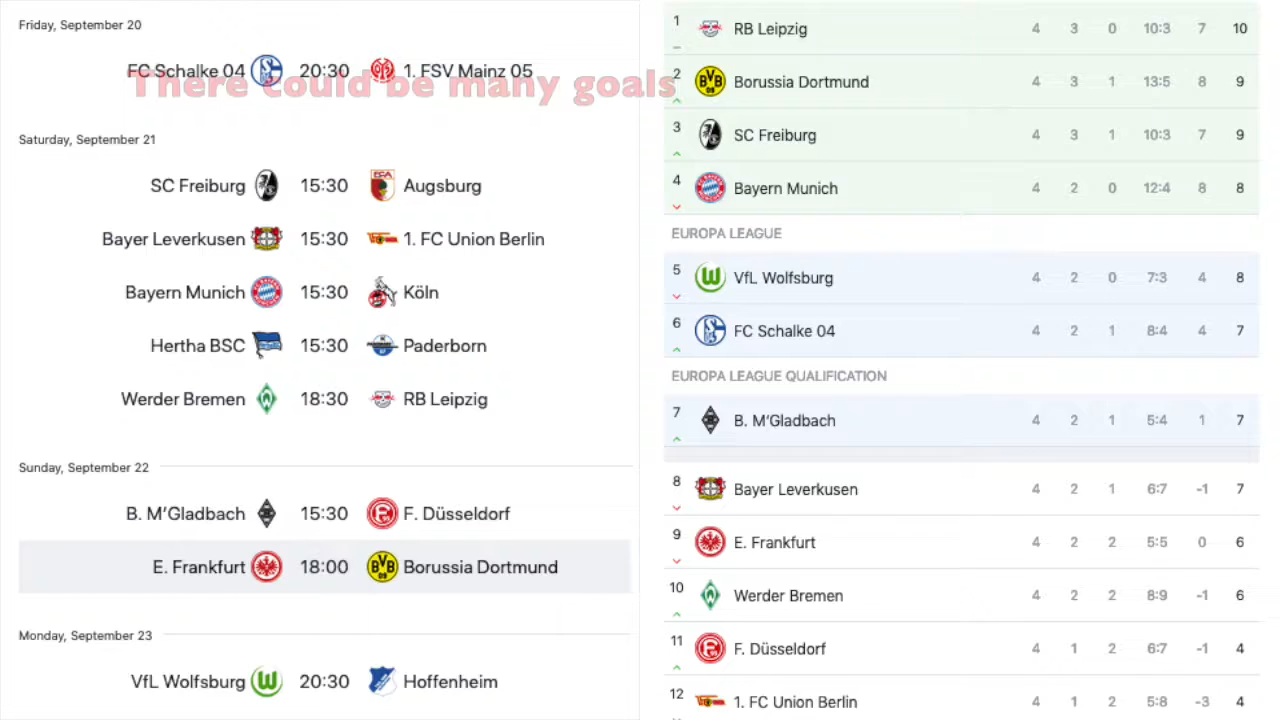 Friday, September 20
FC Schalke 04 20:30 1. FSV Mainz 05
There could be many goals
Saturday, September 21
SC Freiburg 15:30 Augsburg
Bayer Leverkusen 15:30 1. FC Union Berlin
Bayern Munich 15:30 Köln
Hertha BSC 15:30 Paderborn
Werder Bremen 18:30 RB Leipzig
Sunday, September 22
B. M'Gladbach 15:30 F. Düsseldorf
E. Frankfurt 18:00 Borussia Dortmund
Monday, September 23
VfL Wolfsburg 20:30 Hoffenheim
1 RB Leipzig 4 3 0 10:3 7 10
2 Borussia Dortmund 4 3 1 13:5 8 9
3 SC Freiburg 4 3 1 10:3 7 9
4 Bayern Munich 4 2 0 12:4 8 8
EUROPA LEAGUE
5 VfL Wolfsburg 4 2 0 7:3 4 8
6 FC Schalke 04 4 2 1 8:4 4 7
EUROPA LEAGUE QUALIFICATION
7 B. M'Gladbach 4 2 1 5:4 1 7
8 Bayer Leverkusen 4 2 1 6:7 -1 7
9 E. Frankfurt 4 2 2 5:5 0 6
10 Werder Bremen 4 2 2 8:9 -1 6
11 F. Düsseldorf 4 1 2 6:7 -1 4
12 1. FC Union Berlin 4 1 2 5:8 -3 4